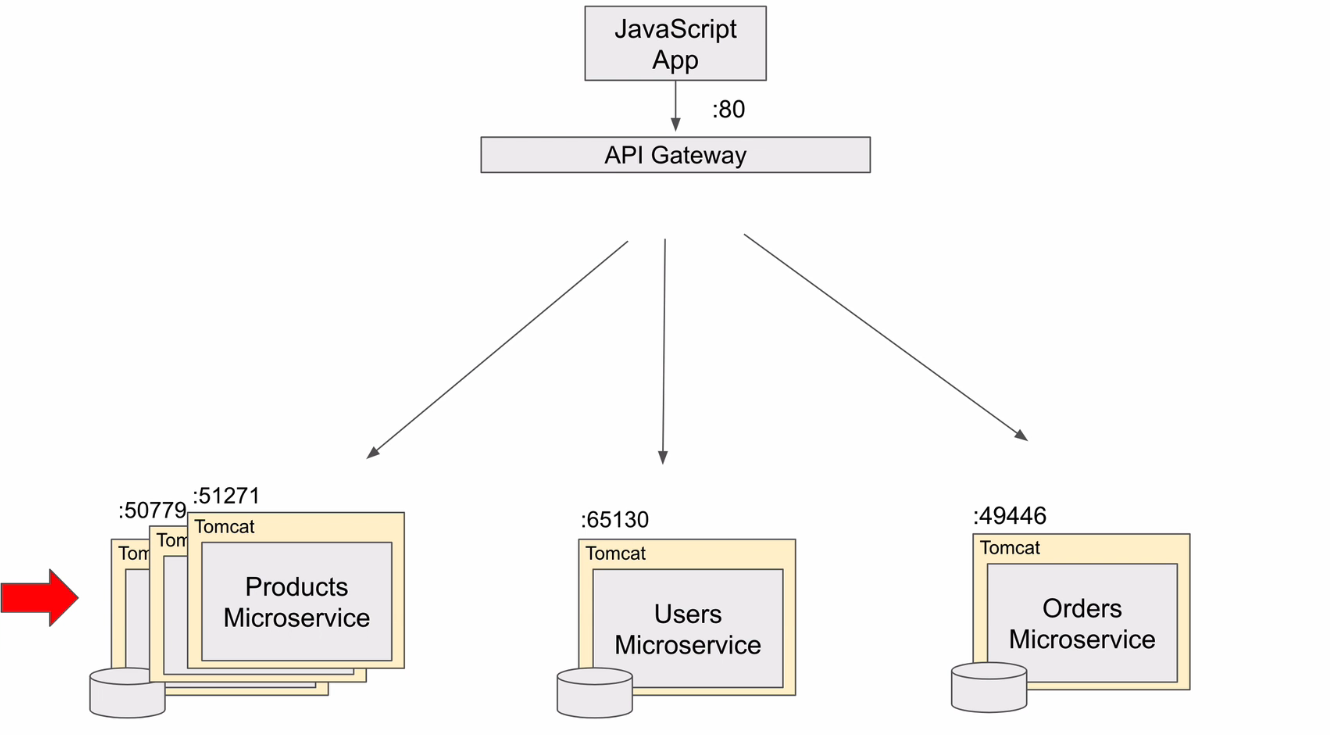 JavaScript
App
:80
API Gateway
:50779
:51271
Tom
Tom
Tomcat
Products
Microservice
:65130
Tomcat
Users
Microservice
:49446
Tomcat
Orders
Microservice